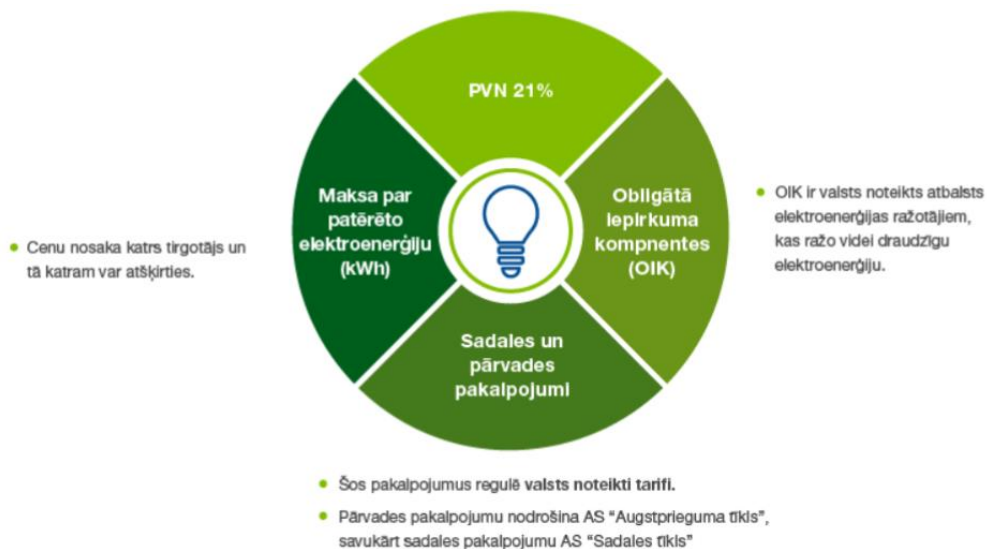 PVN 21%
Maksa par
patērēto
elektroenerģiju
(kWh)
Obligātā
iepirkuma
kompnentes
(OIK)
Sadales un
pārvades
pakalpojumi
• Cenu nosaka katrs tirgotājs un
tā katram var atšķirties.
• OIK ir valsts noteikts atbalsts
elektroenerģijas ražotājiem,
kas ražo videi draudzīgu
elektroenerģiju.
• Šos pakalpojumus regulē valsts noteikti tarifi.
• Pārvades pakalpojumu nodrošina AS “Augstprieguma tīkls”,
savukārt sadales pakalpojumu AS “Sadales tīkls”